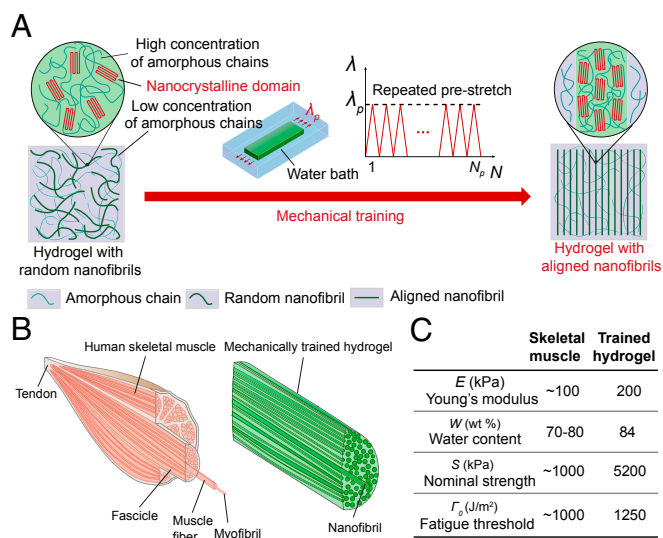 A
High concentration
of amorphous chains
Nanocrystalline domain
Low concentration
of amorphous chains
λp
Water bath
λ
λp
Repeated pre-stretch
...
1
Np
N
Mechanical training
Hydrogel with
random nanofibrils
Hydrogel with
aligned nanofibrils
Amorphous chain
Random nanofibril
Aligned nanofibril
B
Human skeletal muscle
Mechanically trained hydrogel
Tendon
Fascicle
Muscle
fiber
Myofibril
Nanofibril
C
Skeletal Trained
muscle hydrogel
E (kPa)
Young's modulus
~100
200
W (wt %)
Water content
70-80
84
S (kPa)
Nominal strength
~1000
5200
Γ0 (J/m²)
Fatigue threshold
~1000
1250